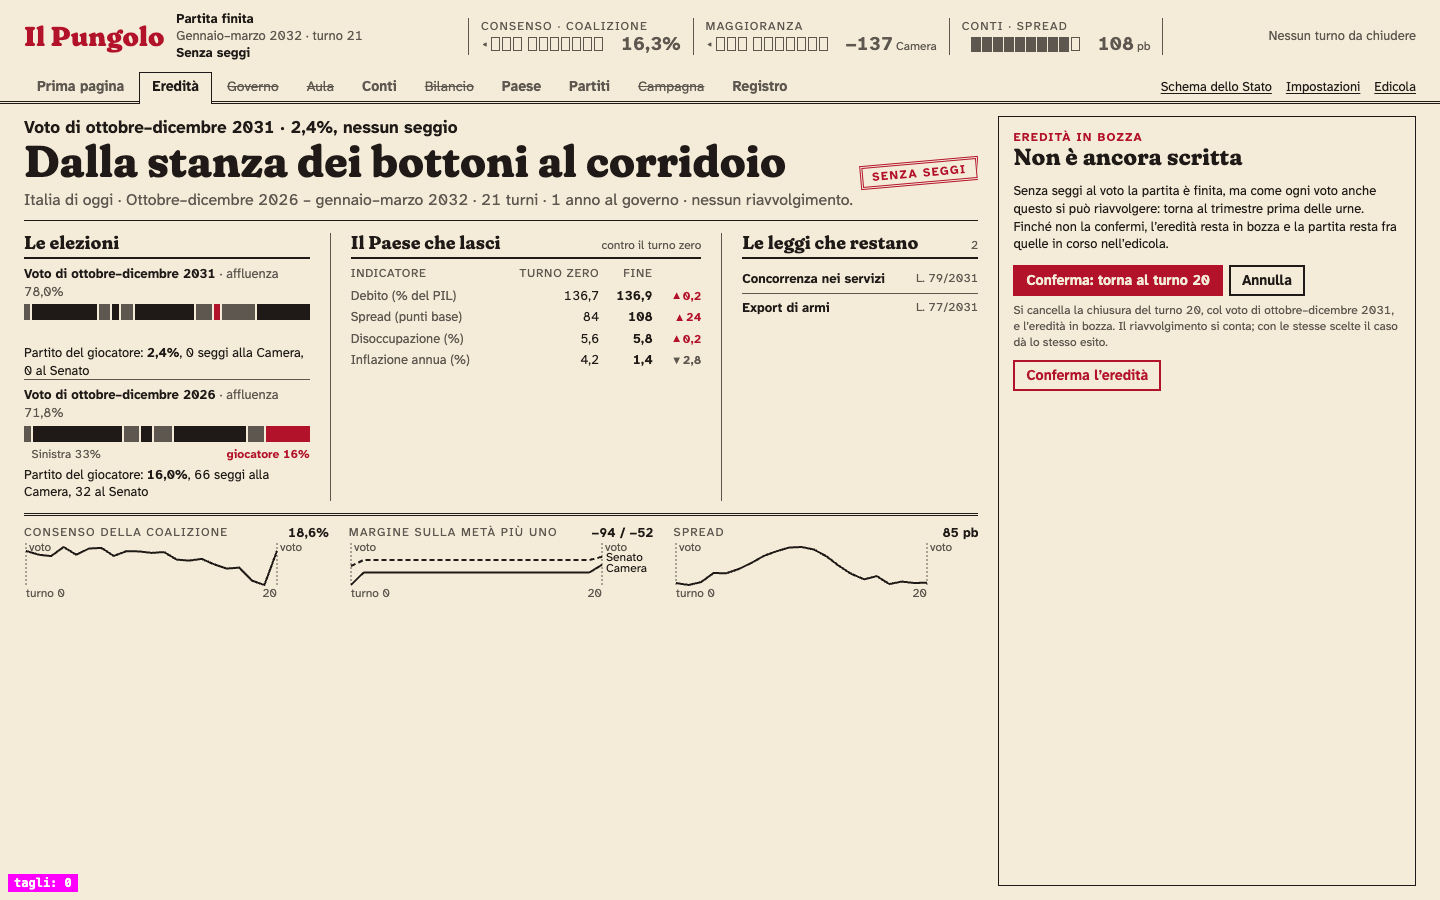 Il Pungolo
Partita finita
Gennaio–marzo 2032 · turno 21
Senza seggi
CONSENSO · COALIZIONE
16,3%
MAGGIORANZA
−137 Camera
CONTI · SPREAD
108 pb
Nessun turno da chiudere
Prima pagina
Eredità
Governo
Aula
Conti
Bilancio
Paese
Partiti
Campagna
Registro
Schema dello Stato
Impostazioni
Edicola
Voto di ottobre–dicembre 2031 · 2,4%, nessun seggio
Dalla stanza dei bottoni al corridoio
SENZA SEGGI
Italia di oggi · Ottobre–dicembre 2026 – gennaio–marzo 2032 · 21 turni · 1 anno al governo · nessun riavvolgimento.
Le elezioni
Voto di ottobre–dicembre 2031 · affluenza
78,0%
Partito del giocatore: 2,4%, 0 seggi alla Camera,
0 al Senato
Voto di ottobre–dicembre 2026 · affluenza
71,8%
Sinistra 33%
giocatore 16%
Partito del giocatore: 16,0%, 66 seggi alla
Camera, 32 al Senato
Il Paese che lasci
contro il turno zero
INDICATORE TURNO ZERO FINE
Debito (% del PIL) 136,7 136,9 ▲0,2
Spread (punti base) 84 108 ▲24
Disoccupazione (%) 5,6 5,8 ▲0,2
Inflazione annua (%) 4,2 1,4 ▼2,8
Le leggi che restano
2
Concorrenza nei servizi L. 79/2031
Export di armi L. 77/2031
CONSENSO DELLA COALIZIONE 18,6%
voto
voto
turno 0
20
MARGINE SULLA METÀ PIÙ UNO −94 / −52
voto
voto
Senato
Camera
turno 0
20
SPREAD 85 pb
voto
voto
turno 0
20
EREDITÀ IN BOZZA
Non è ancora scritta
Senza seggi al voto la partita è finita, ma come ogni voto anche
questo si può riavvolgere: torna al trimestre prima delle urne.
Finché non la confermi, l’eredità resta in bozza e la partita resta fra
quelle in corso nell’edicola.
Conferma: torna al turno 20
Annulla
Si cancella la chiusura del turno 20, col voto di ottobre–dicembre 2031,
e l’eredità in bozza. Il riavvolgimento si conta; con le stesse scelte il caso
dà lo stesso esito.
Conferma l’eredità
tagli: 0